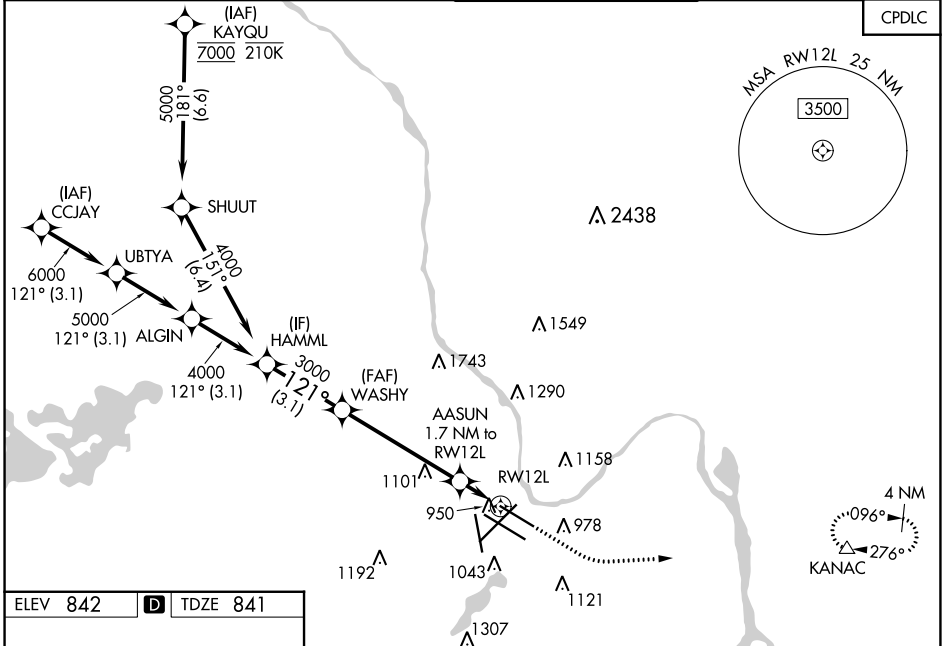 CPDLC
(IAF)
KAYQU
7000 210K
5000
181°
(6.6)
MSA RW12L 25 NM
3500
(IAF)
CCJAY
SHUUT
2438
UBTYA
4000
151°
(6.4)
6000
121° (3.1)
5000
121° (3.1)
ALGIN
(IF)
HAMML
1549
1743
4000
121° (3.1)
3000
121°
(3.1)
(FAF)
WASHY
1290
AASUN
1.7 NM to
RW12L
1158
1101
RW12L
950
978
4 NM
096°
276°
KANAC
1192
1043
1121
ELEV 842
D
TDZE 841
1307